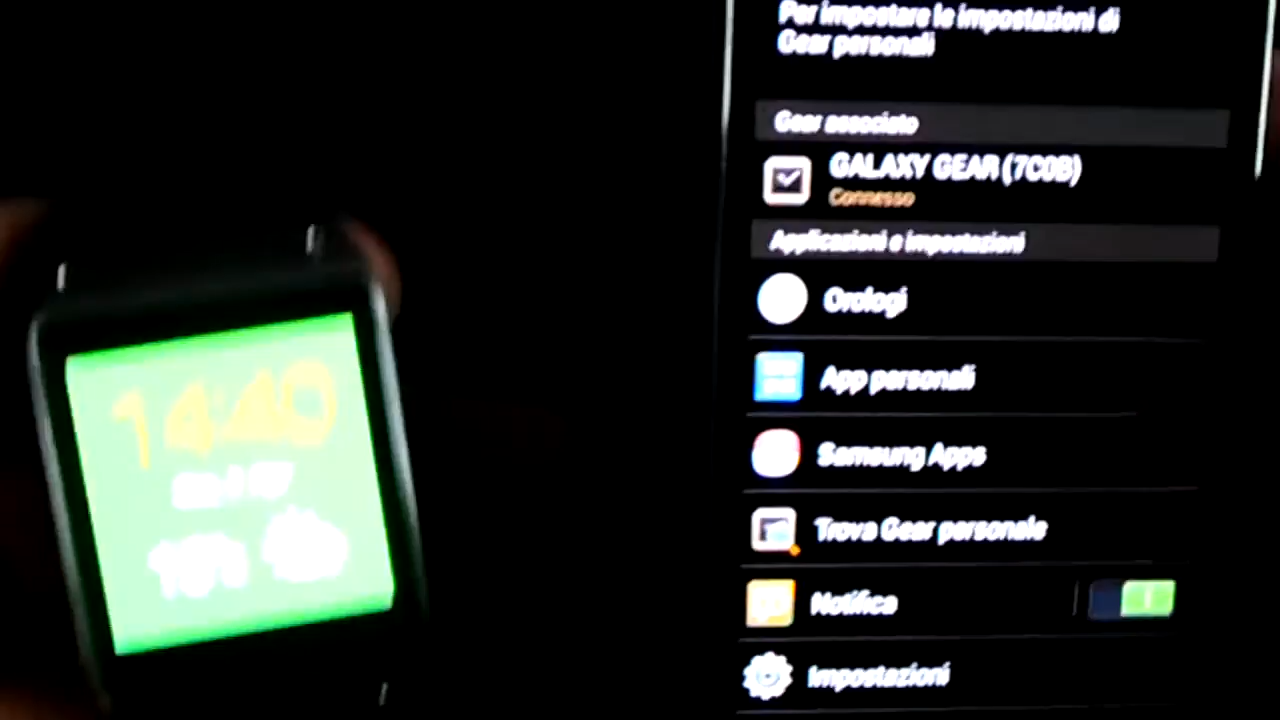 14:40
Per impostare le impostazioni di
Gear personali
Gear associato
GALAXY GEAR (7C0B)
Connesso
Applicazioni e impostazioni
Orologi
App personali
Samsung Apps
Trova Gear personale
Notifica
Impostazioni